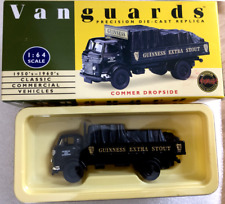 Vanguards
PRECISION DIE-CAST REPLICA
1:64
SCALE
1950's-1960's
CLASSIC
COMMERCIAL
VEHICLES
GUINNESS
GUINNESS EXTRA STOUT
COMMER DROPSIDE
GUINNESS EXTRA STOUT